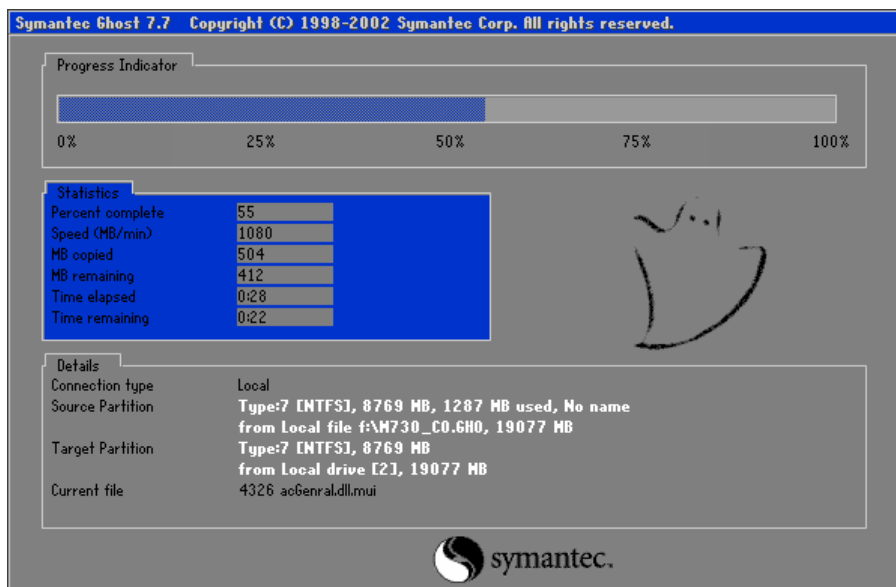 Symantec Ghost 7.7 Copyright (C) 1998-2002 Symantec Corp. All rights reserved.
Progress Indicator
0% 25% 50% 75% 100%
Statistics
Percent complete 55
Speed (MB/min) 1080
MB copied 504
MB remaining 412
Time elapsed 0:28
Time remaining 0:22
Details
Connection type Local
Source Partition Type:7 [NTFS], 8769 MB, 1287 MB used, No name
from Local file f:\M730_C0.GHO, 19077 MB
Target Partition Type:7 [NTFS], 8769 MB
from Local drive [2], 19077 MB
Current file 4326 acGenral.dll.mui
symantec.